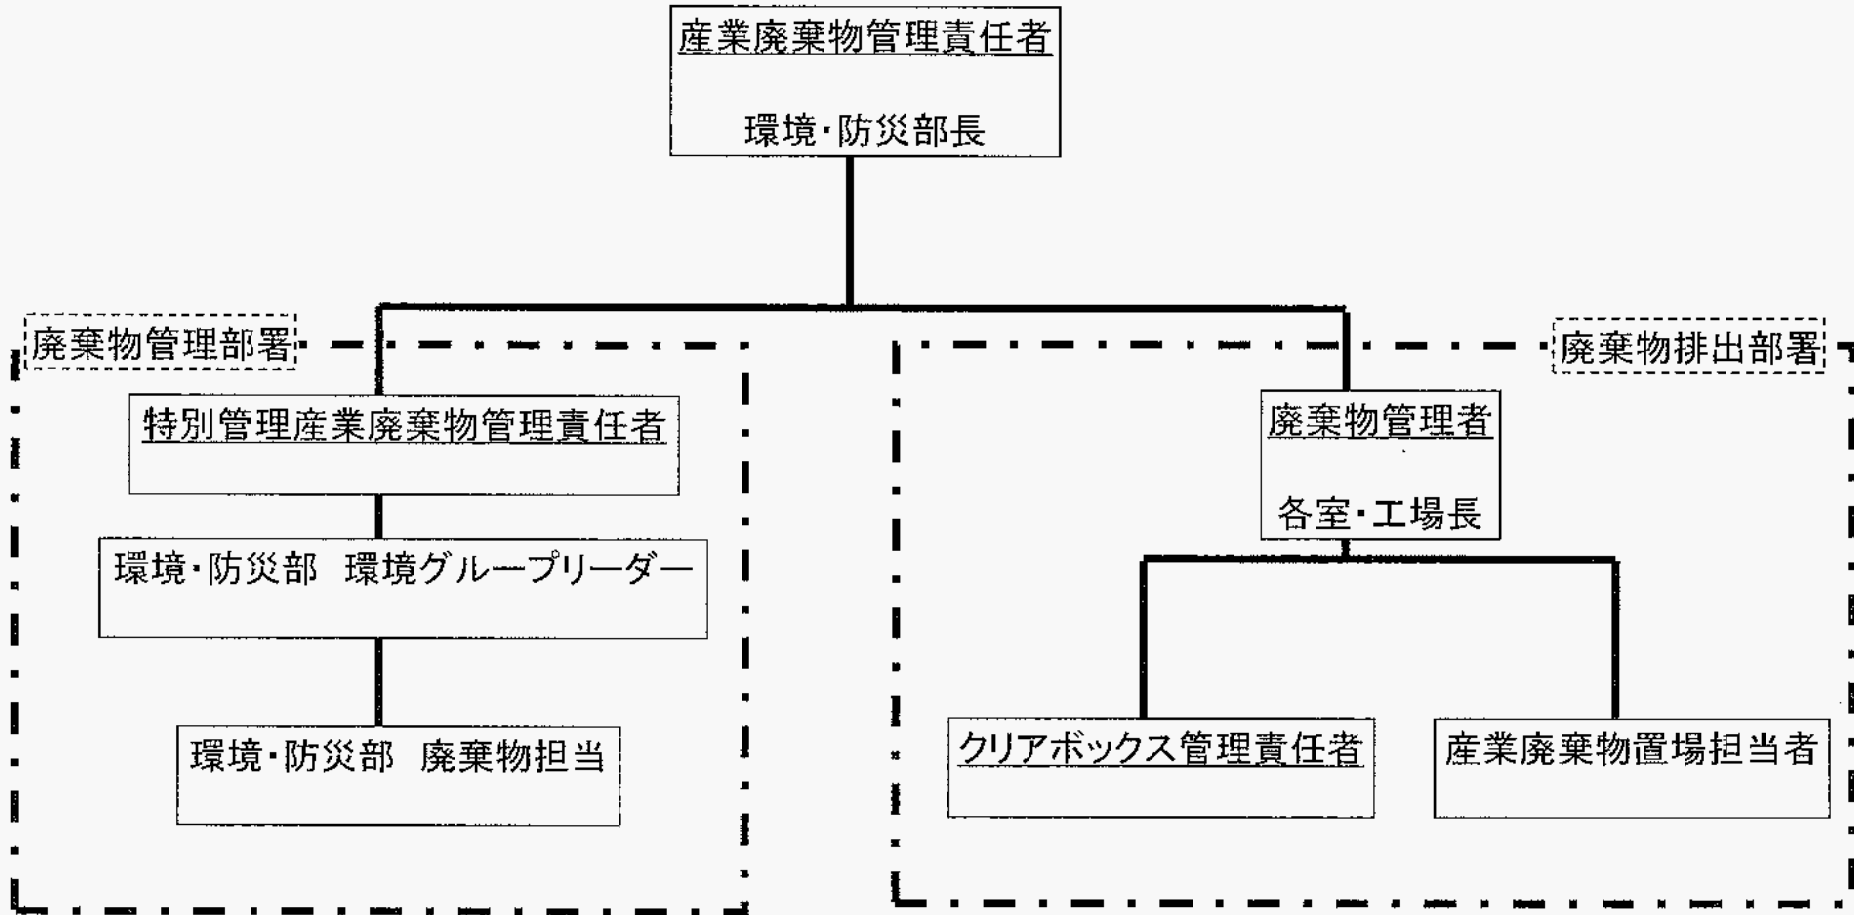 産業廃棄物管理責任者
環境・防災部長
廃棄物管理部署
特別管理産業廃棄物管理責任者
環境・防災部 環境グループリーダー
環境・防災部 廃棄物担当
廃棄物排出部署
廃棄物管理者
各室・工場長
クリアボックス管理責任者
産業廃棄物置場担当者